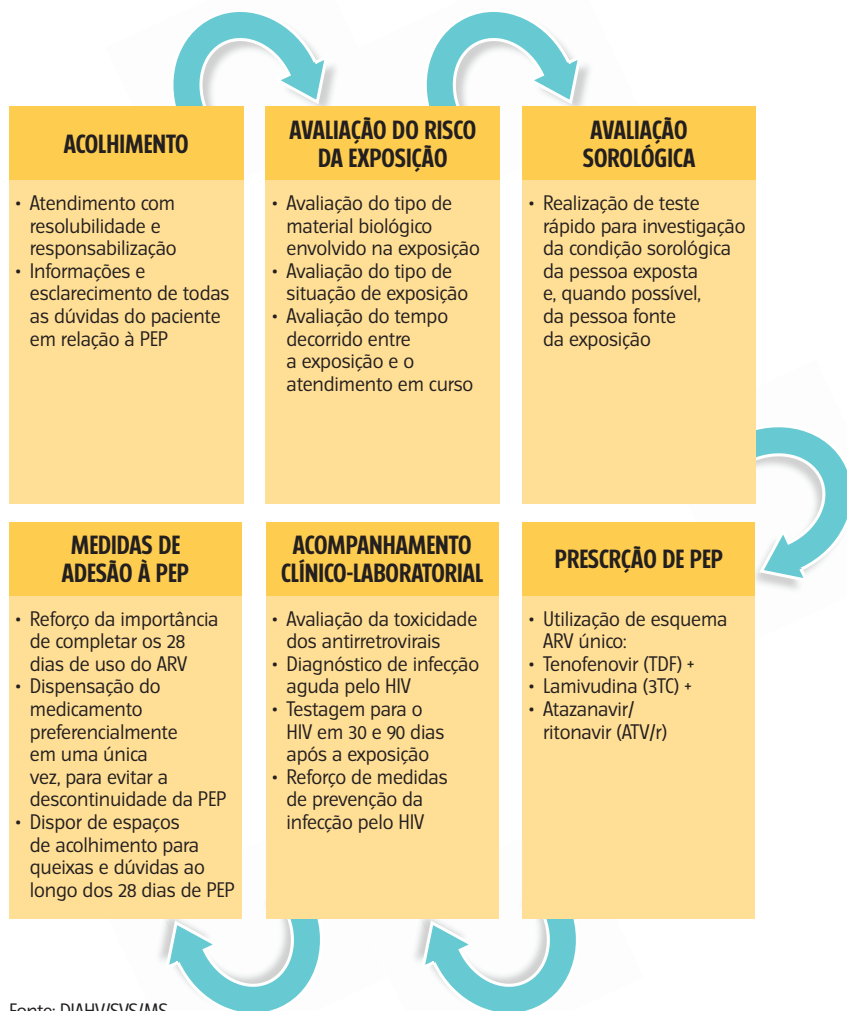 ACOLHIMENTO
• Atendimento com
resolubilidade e
responsabilização
• Informações e
esclarecimento de todas
as dúvidas do paciente
em relação à PEP
AVALIAÇÃO DO RISCO
DA EXPOSIÇÃO
• Avaliação do tipo de
material biológico
envolvido na exposição
• Avaliação do tipo de
situação de exposição
• Avaliação do tempo
decorrido entre
a exposição e o
atendimento em curso
AVALIAÇÃO
SOROLÓGICA
• Realização de teste
rápido para investigação
da condição sorológica
da pessoa exposta
e, quando possível,
da pessoa fonte
da exposição
PRESCRÇÃO DE PEP
• Utilização de esquema
ARV único:
• Tenofenovir (TDF) +
• Lamivudina (3TC) +
• Atazanavir/
ritonavir (ATV/r)
ACOMPANHAMENTO
CLÍNICO-LABORATORIAL
• Avaliação da toxicidade
dos antirretrovirais
• Diagnóstico de infecção
aguda pelo HIV
• Testagem para o
HIV em 30 e 90 dias
após a exposição
• Reforço de medidas
de prevenção da
infecção pelo HIV
MEDIDAS DE
ADESÃO À PEP
• Reforço da importância
de completar os 28
dias de uso do ARV
• Dispensação do
medicamento
preferencialmente
em uma única
vez, para evitar a
descontinuidade da PEP
• Dispor de espaços
de acolhimento para
queixas e dúvidas ao
longo dos 28 dias de PEP
Fonte: DIAHV/SVS/MS